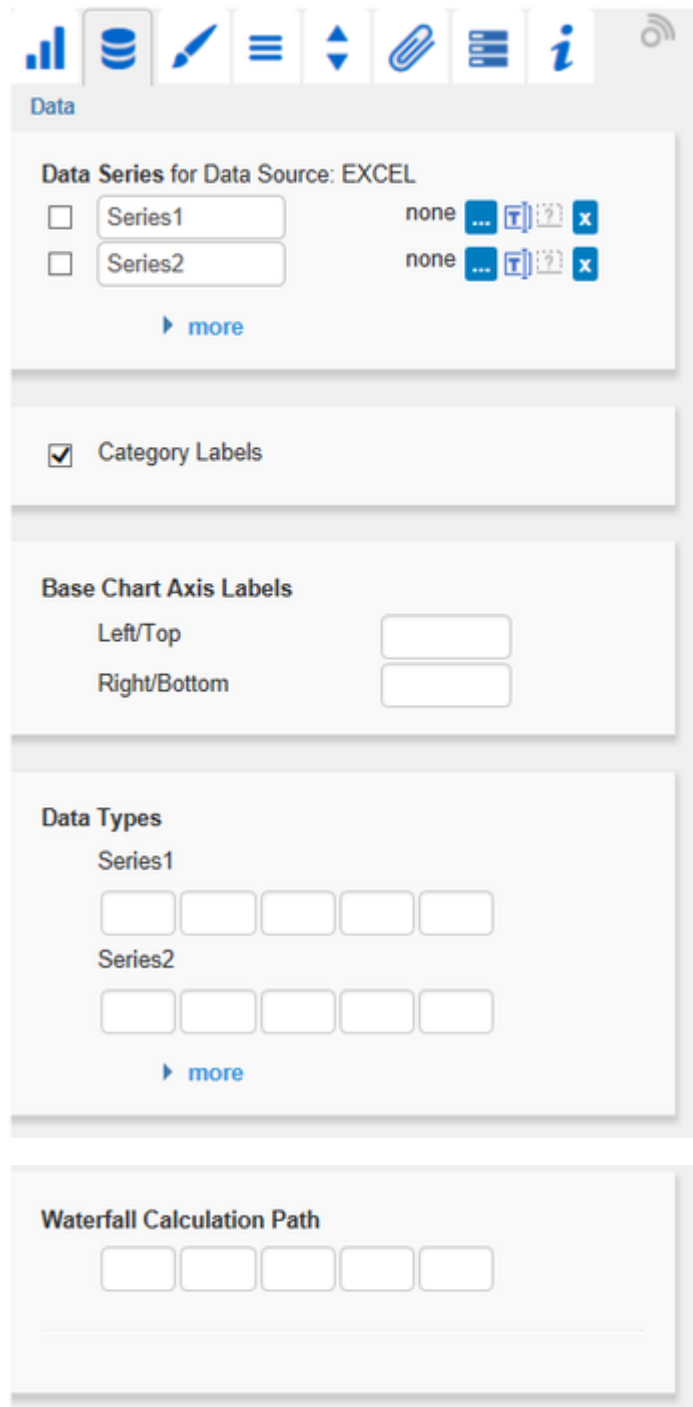 Data
Data Series for Data Source: EXCEL
Series1 none ... T ? x
Series2 none ... T ? x
more
Category Labels
Base Chart Axis Labels
Left/Top
Right/Bottom
Data Types
Series1
Series2
more
Waterfall Calculation Path